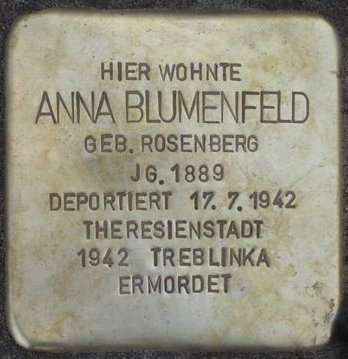 HIER WOHNTE
ANNA BLUMENFELD
GEB. ROSENBERG
JG. 1889
DEPORTIERT 17. 7. 1942
THERESIENSTADT
1942 TREBLINKA
ERMORDET